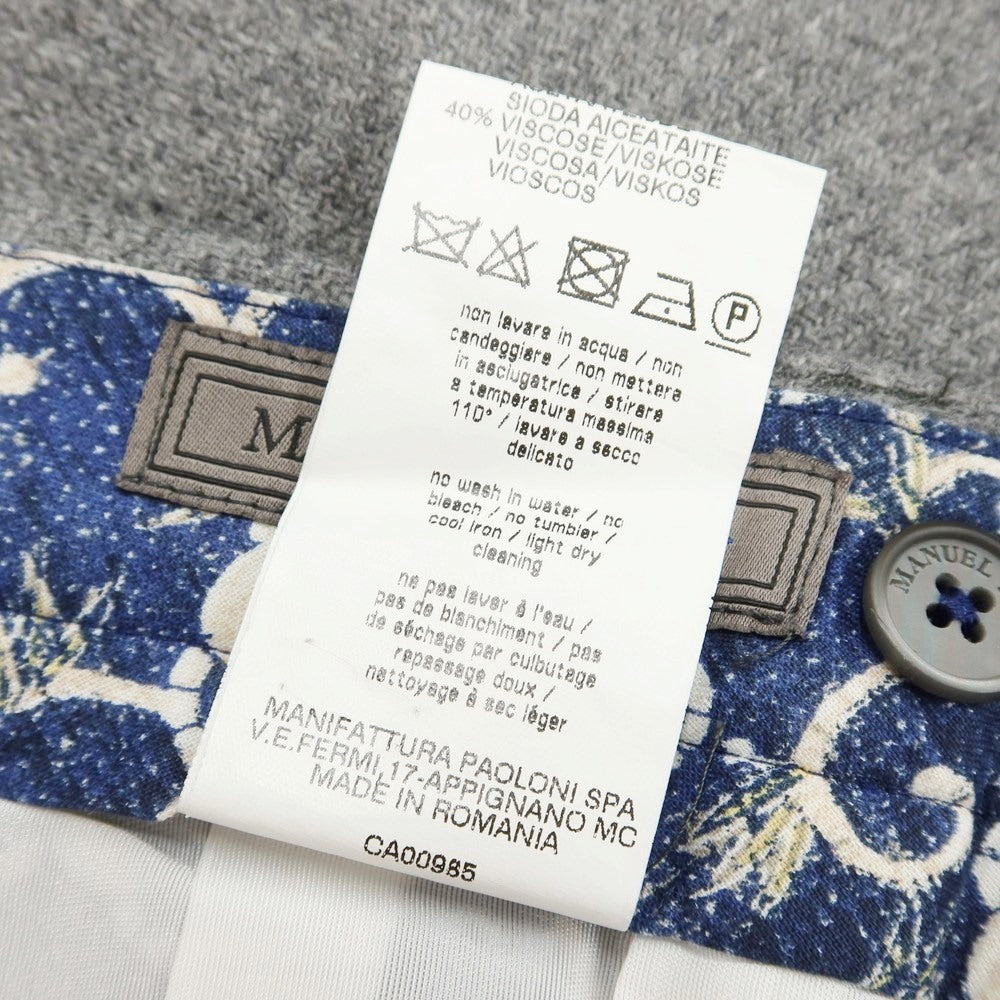 SIODA AICEATAITE
40% VISCOSE/VISKOSE
VISCOSA/VISKOS
VIOSCOS
P
non lavare in acqua / non
candeggiare / non mettere
in asciugatrice / stirare
a temperatura massima
110° / lavare a secco
delicato
no wash in water / no
bleach / no tumbler /
cool iron / light dry
cleaning
ne pas laver à l'eau /
pas de blanchiment / pas
de séchage par culbutage
repassage doux /
nettoyage à sec léger
MANIFATTURA PAOLONI SPA
V.E.FERMI,17-APPIGNANO MC
MADE IN ROMANIA
CA00985
M
MANUEL